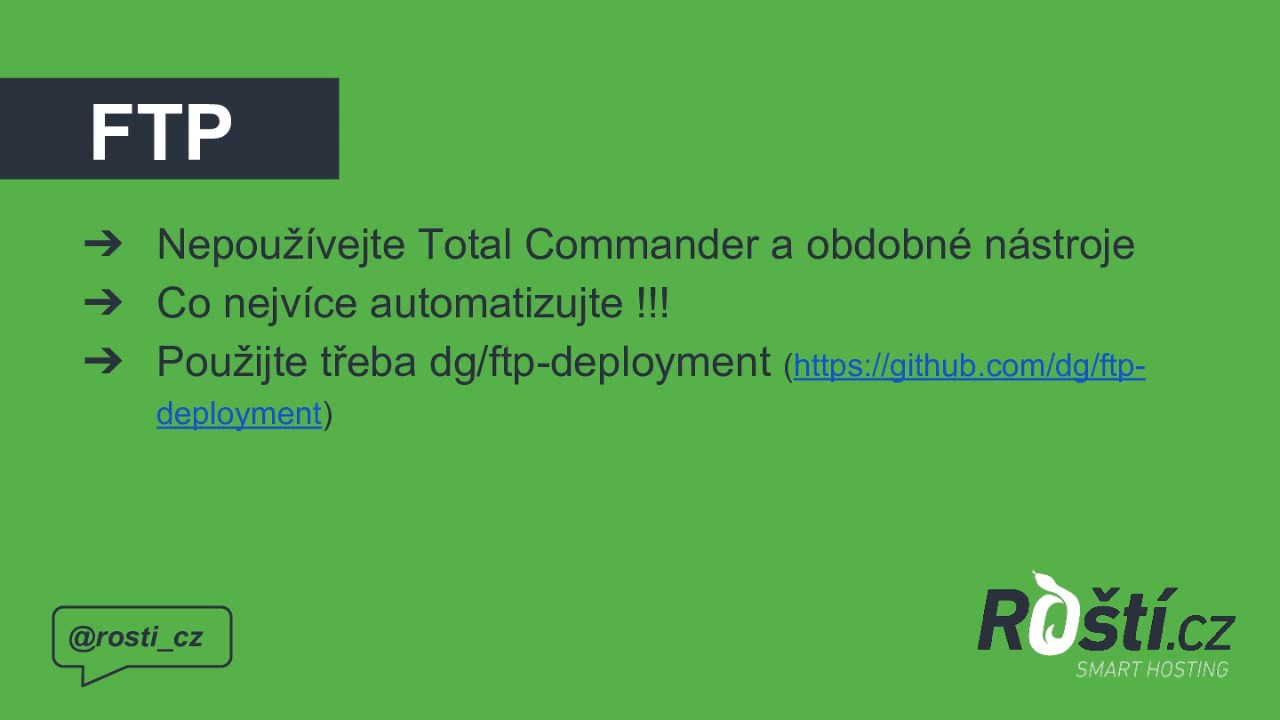 FTP
➔ Nepoužívejte Total Commander a obdobné nástroje
➔ Co nejvíce automatizujte !!!
➔ Použijte třeba dg/ftp-deployment (https://github.com/dg/ftp-
deployment)
@rosti_cz
Roští.cz
SMART HOSTING